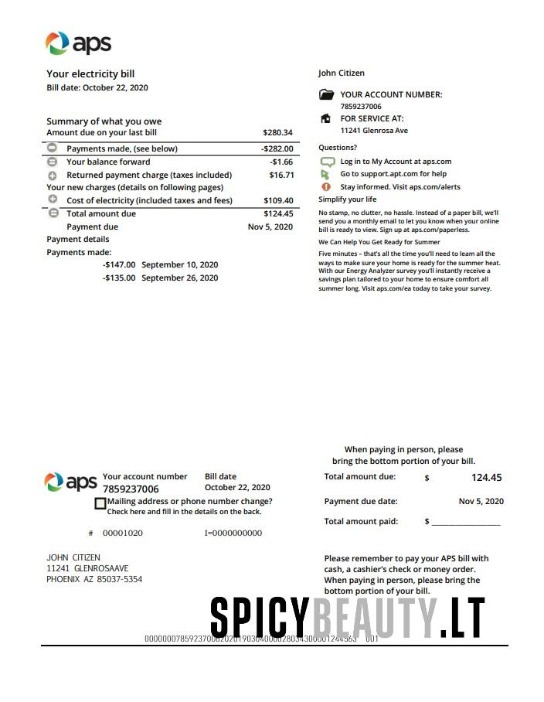 aps
Your electricity bill
Bill date: October 22, 2020
Summary of what you owe
Amount due on your last bill $280.34
Payments made, (see below) -$282.00
Your balance forward -$1.66
Returned payment charge (taxes included) $16.71
Your new charges (details on following pages)
Cost of electricity (included taxes and fees) $109.40
Total amount due $124.45
Payment due Nov 5, 2020
Payment details
Payments made:
-$147.00 September 10, 2020
-$135.00 September 26, 2020
John Citizen
YOUR ACCOUNT NUMBER:
7859237006
FOR SERVICE AT:
11241 Glenrosa Ave
Questions?
Log in to My Account at aps.com
Go to support.apt.com for help
Stay informed. Visit aps.com/alerts
Simplify your life
No stamp, no clutter, no hassle. Instead of a paper bill, we'll
send you a monthly email to let you know when your online
bill is ready to view. Sign up at aps.com/paperless.
We Can Help You Get Ready for Summer
Five minutes – that's all the time you'll need to learn all the
ways to make sure your home is ready for the summer heat.
With our Energy Analyzer survey you'll instantly receive a
savings plan tailored to your home to ensure comfort all
summer long. Visit aps.com/ea today to take your survey.
When paying in person, please
bring the bottom portion of your bill.
aps
Your account number Bill date
7859237006 October 22, 2020
Mailing address or phone number change?
Check here and fill in the details on the back.
# 00001020 I=0000000000
Total amount due: $ 124.45
Payment due date: Nov 5, 2020
Total amount paid: $
JOHN CITIZEN
11241 GLENROSAAVE
PHOENIX AZ 85037-5354
Please remember to pay your APS bill with
cash, a cashier's check or money order.
When paying in person, please bring the
bottom portion of your bill.
SPICYBEAUTY.LT
001